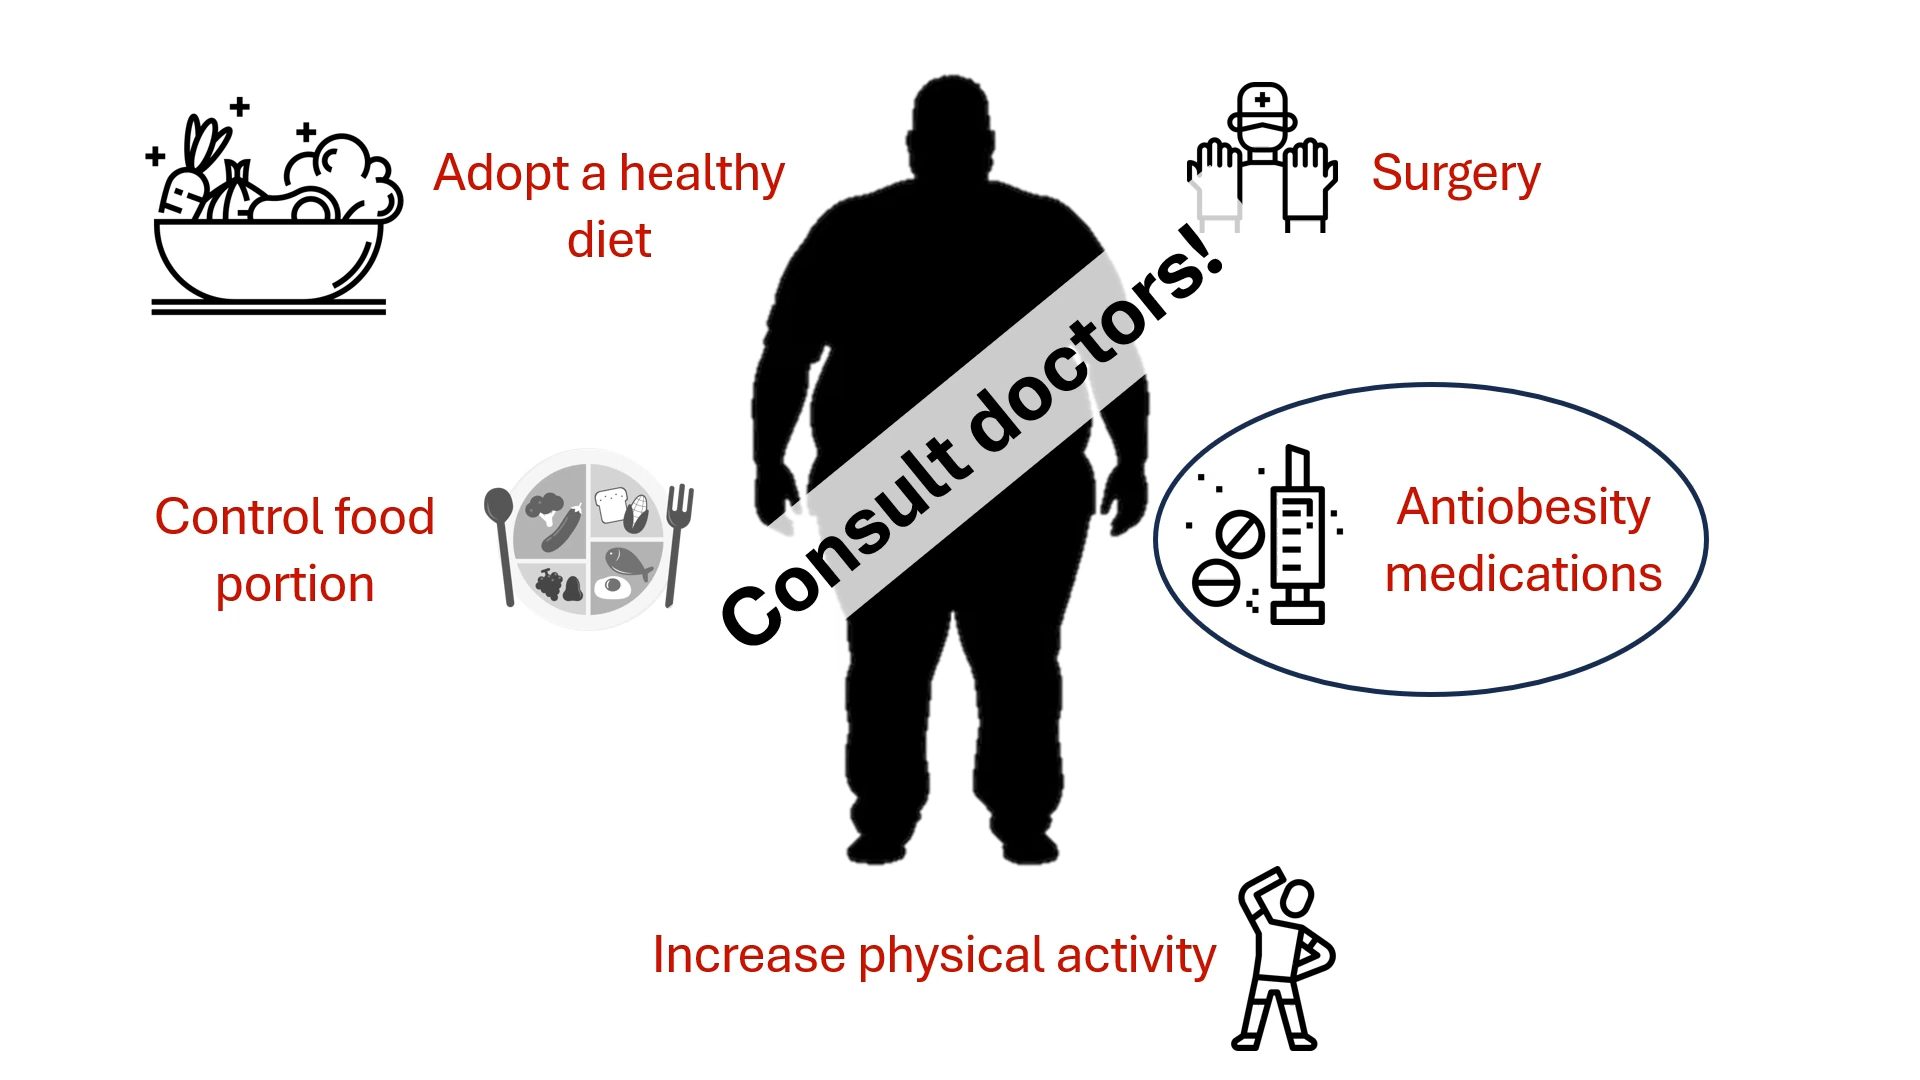 Adopt a healthy
diet
Surgery
Consult doctors!
Control food
portion
Antiobesity
medications
Increase physical activity